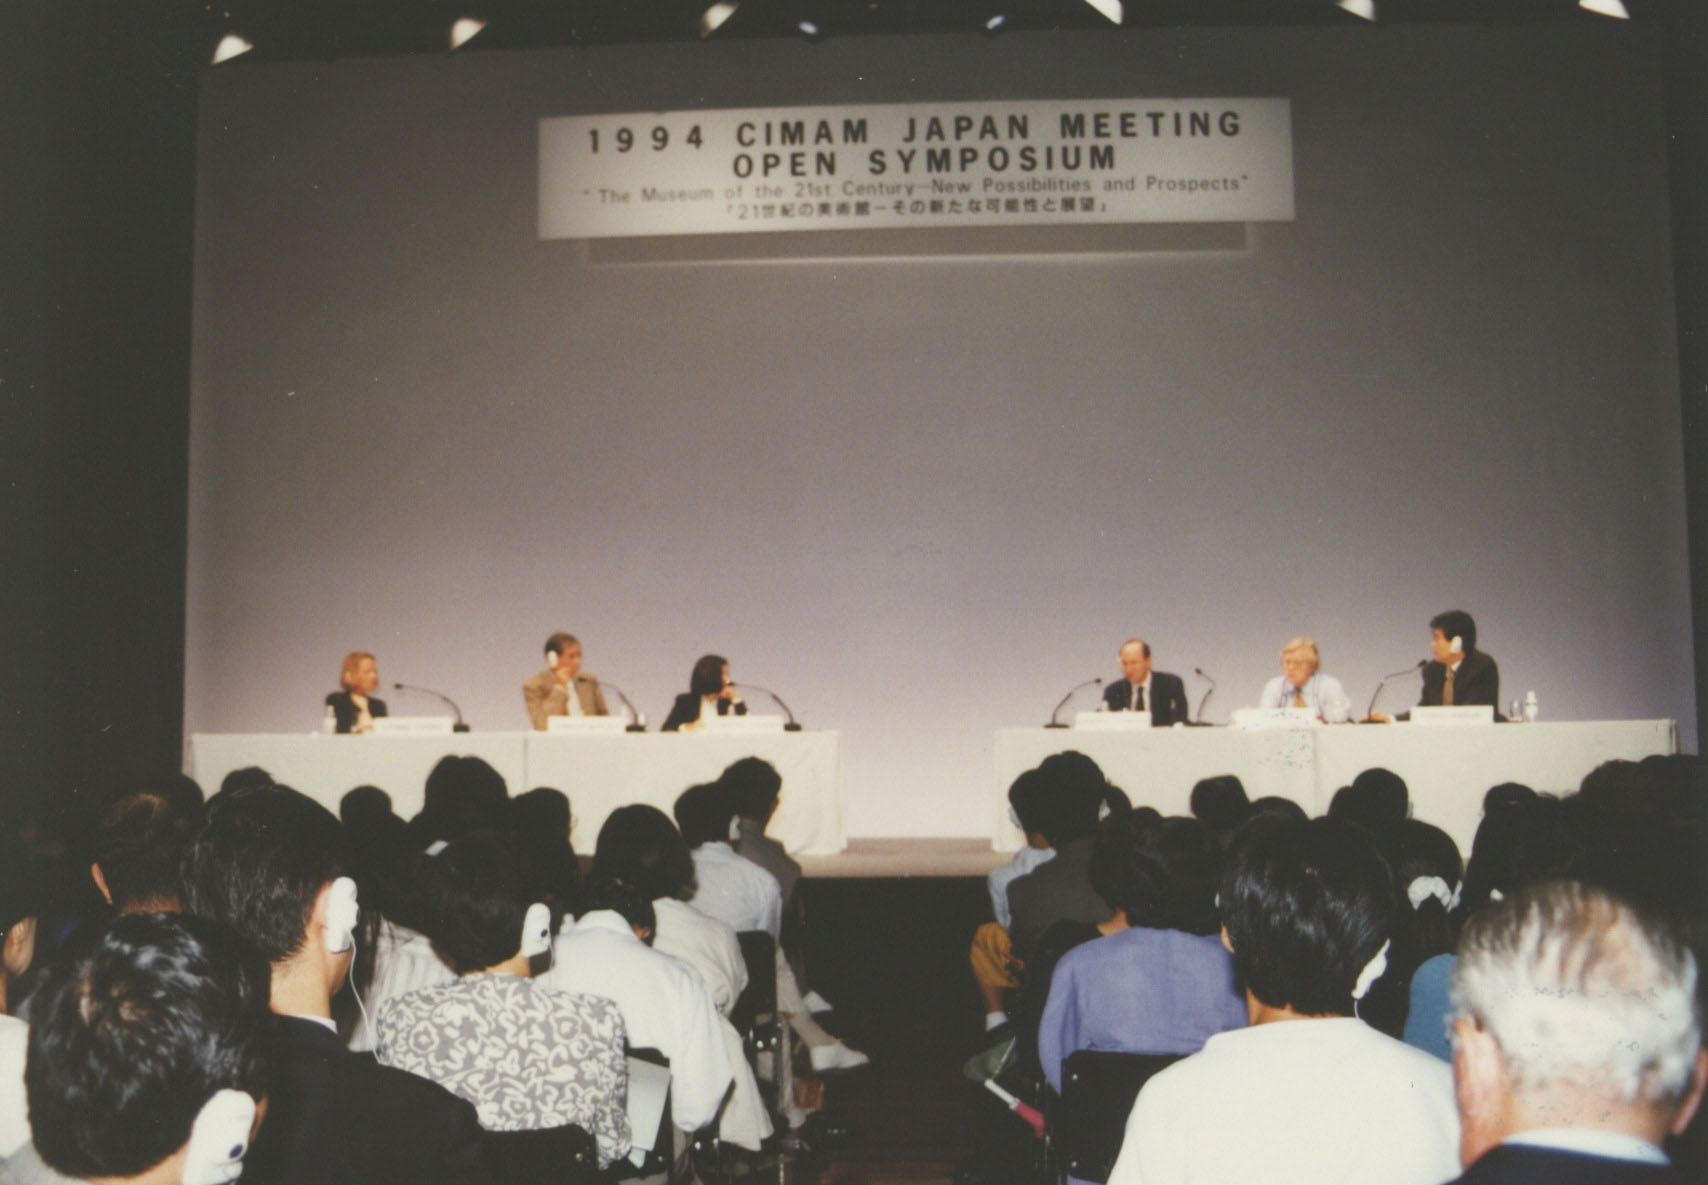 1994 CIMAM JAPAN MEETING
OPEN SYMPOSIUM
"The Museum of the 21st Century—New Possibilities and Prospects"
『21世紀の美術館－その新たな可能性と展望』